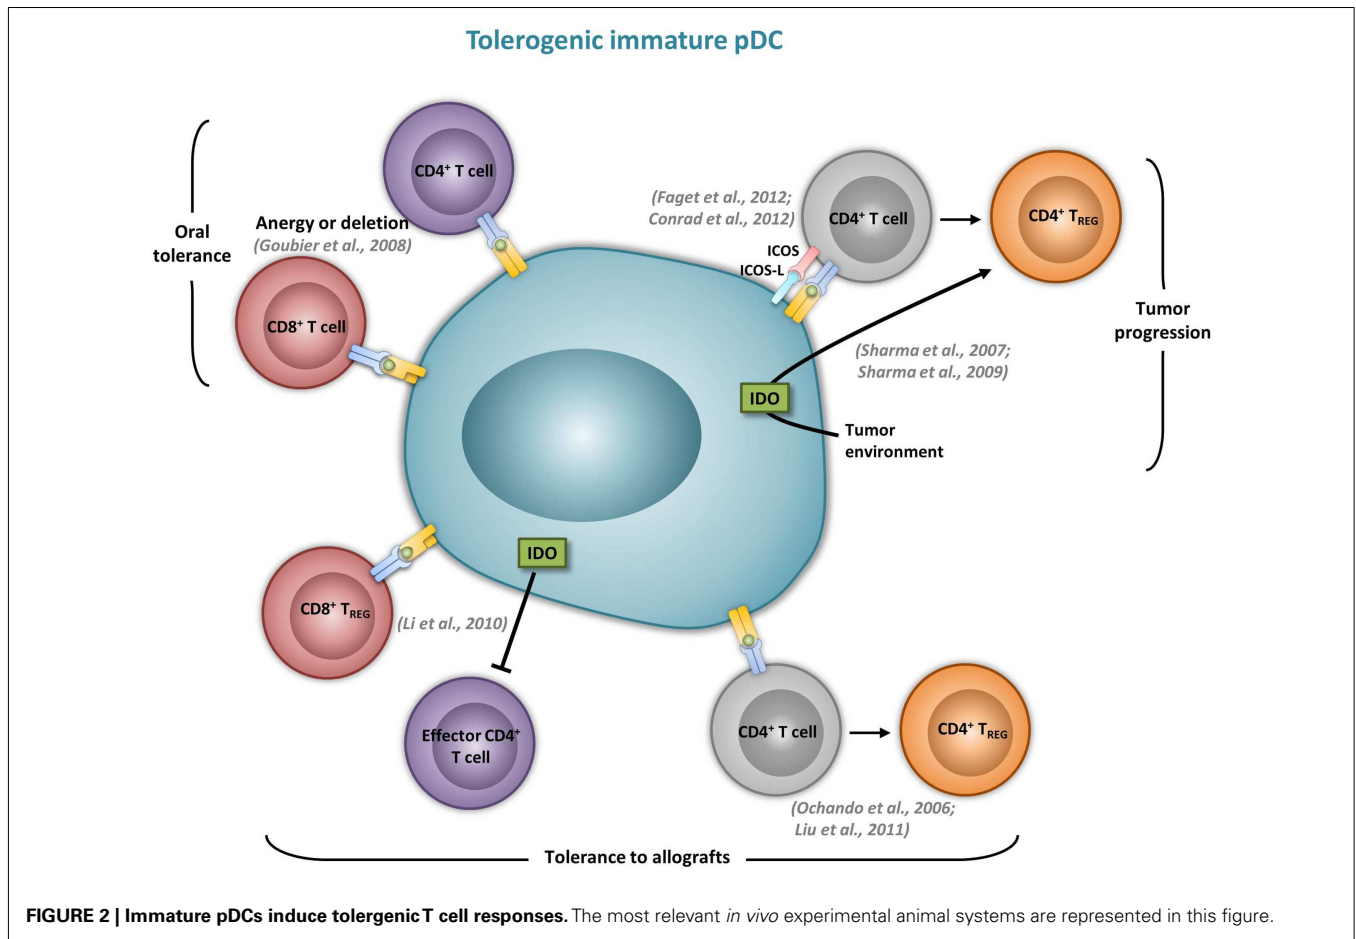 Tolerogenic immature pDC
CD4⁺ T cell
Anergy or deletion
(Goubier et al., 2008)
Oral
tolerance
CD8⁺ T cell
(Faget et al., 2012;
Conrad et al., 2012)
CD4⁺ T cell
CD4⁺ TREG
ICOS
ICOS-L
Tumor
progression
(Sharma et al., 2007;
Sharma et al., 2009)
IDO
Tumor
environment
IDO
CD8⁺ TREG
(Li et al., 2010)
Effector CD4⁺
T cell
CD4⁺ T cell
CD4⁺ TREG
(Ochando et al., 2006;
Liu et al., 2011)
Tolerance to allografts
FIGURE 2 | Immature pDCs induce tolergenic T cell responses. The most relevant in vivo experimental animal systems are represented in this figure.